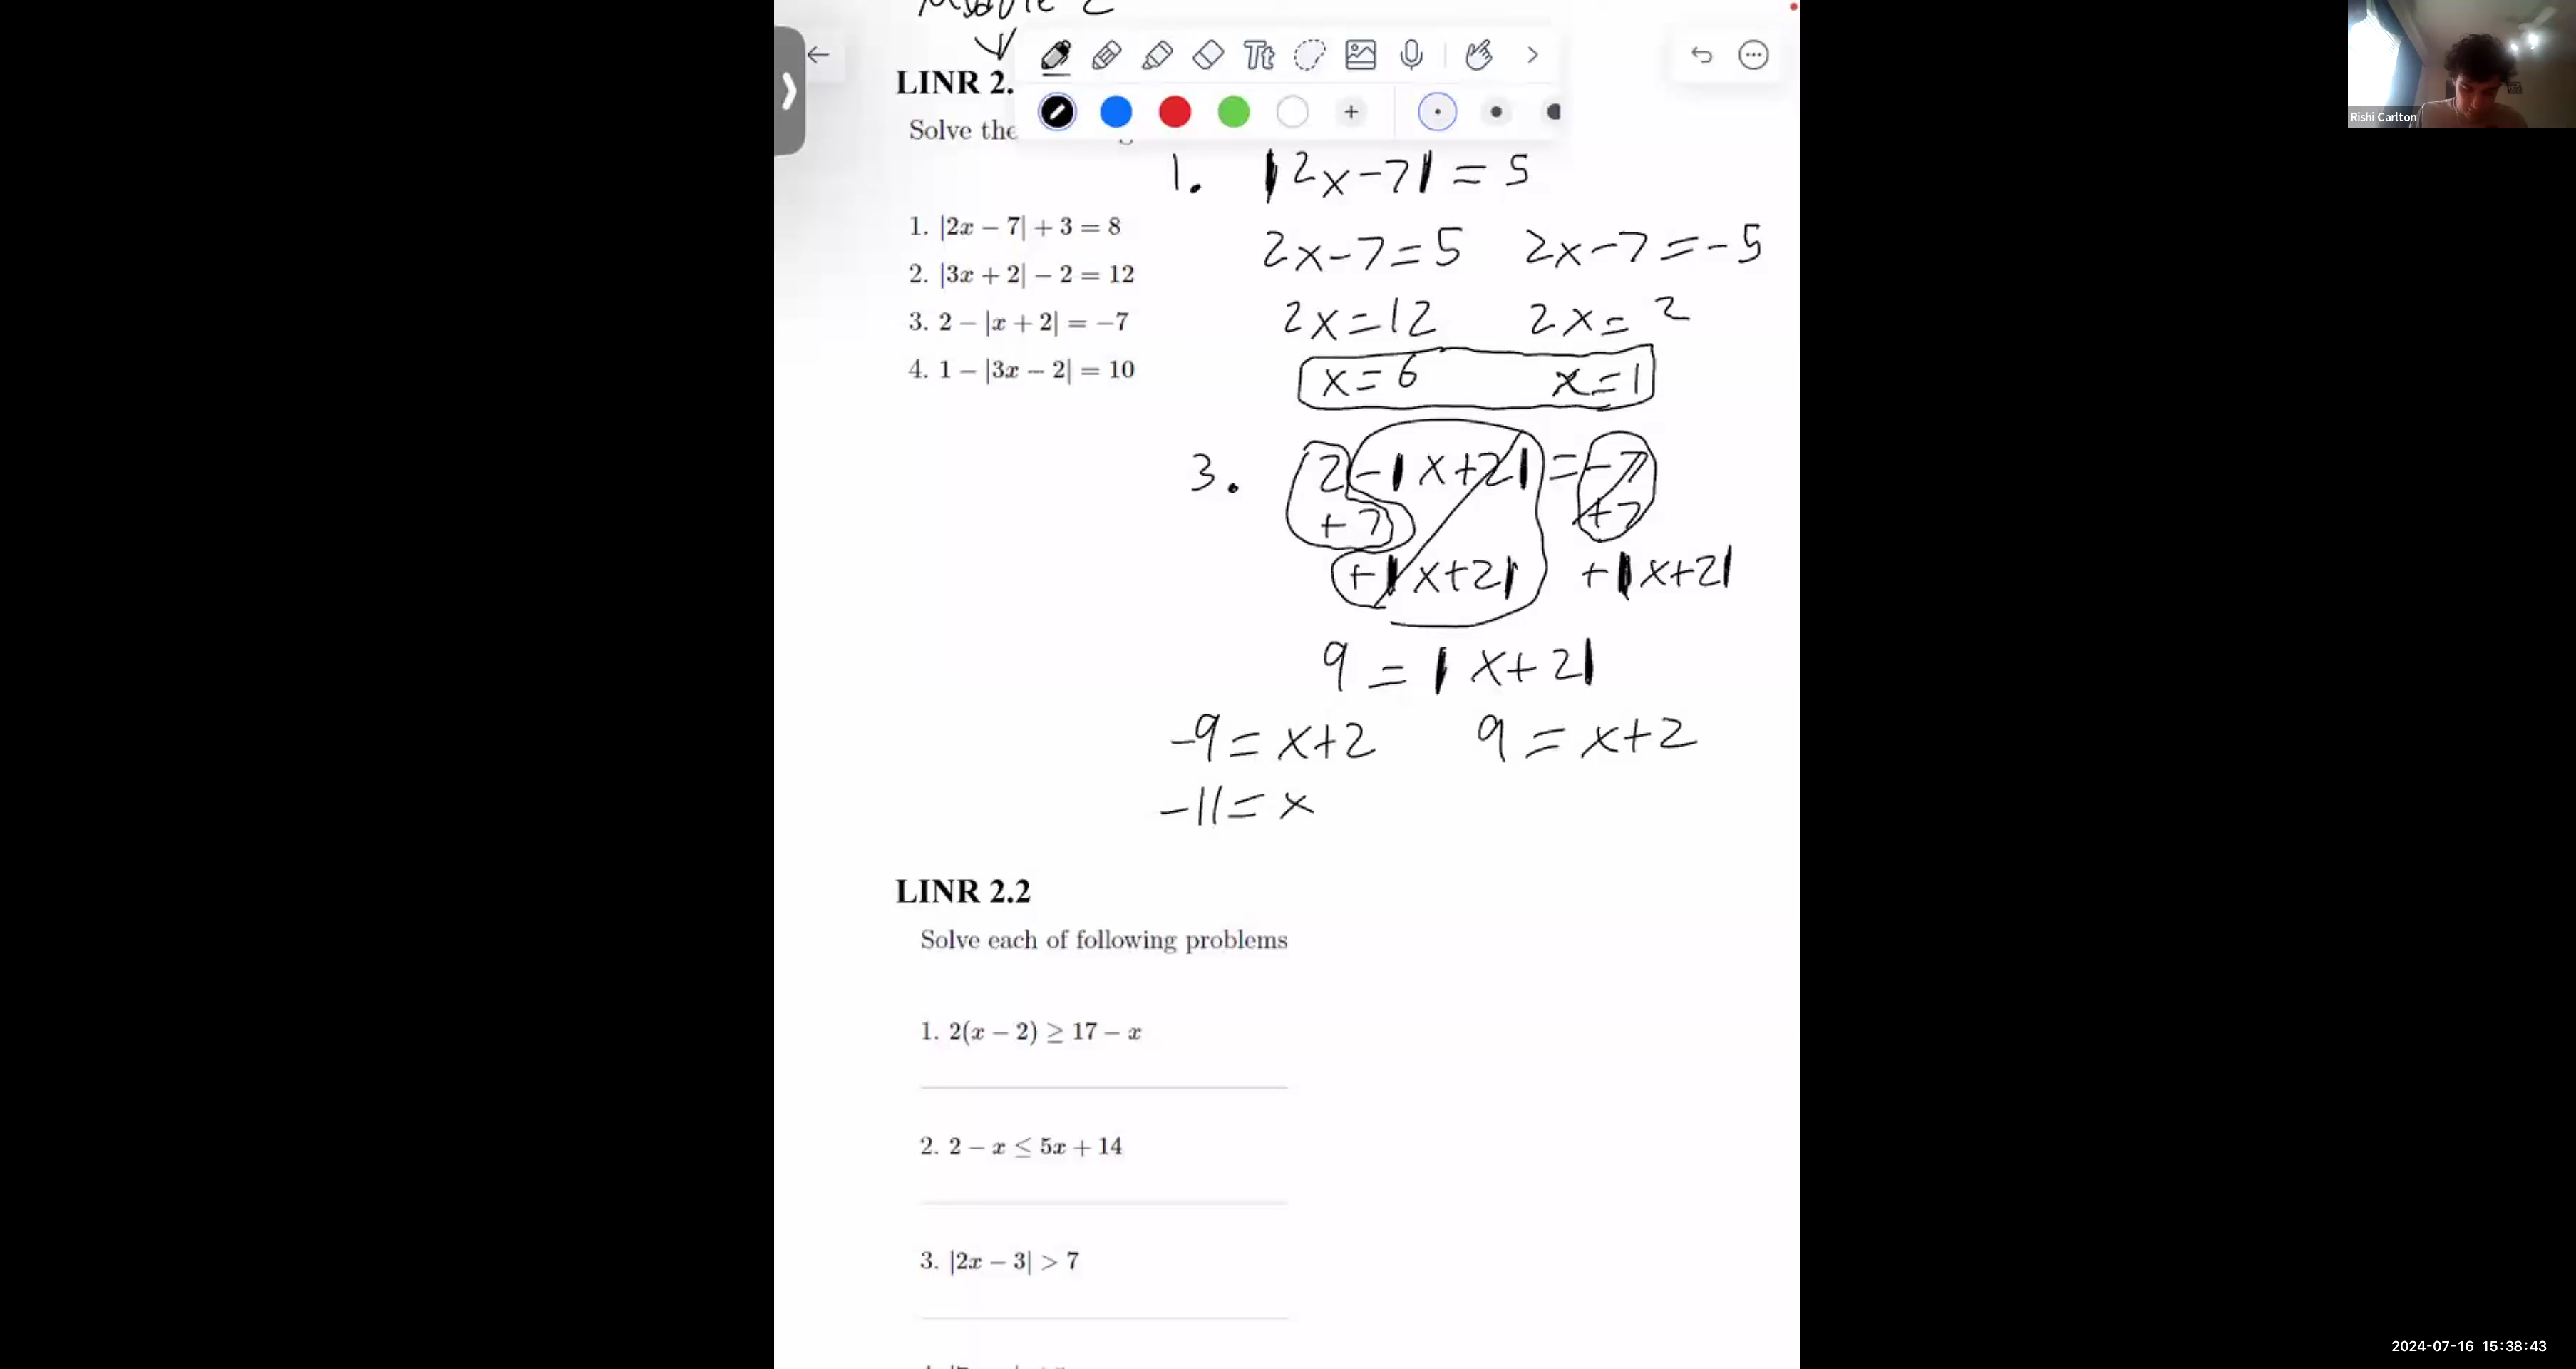 Module 2
LINR 2.
Solve the
1. |2x − 7| + 3 = 8
2. |3x + 2| − 2 = 12
3. 2 − |x + 2| = −7
4. 1 − |3x − 2| = 10
1. |2x-7| = 5
2x-7=5 2x-7=-5
2x=12 2x=2
x=6 x=1
3. 2-|x+2|=-7
+7 +7
+|x+2| +|x+2|
9 = |x+2|
-9=x+2 9=x+2
-11=x
LINR 2.2
Solve each of following problems
1. 2(x − 2) ≥ 17 − x
2. 2 − x ≤ 5x + 14
3. |2x − 3| > 7
Tt
Rishi Carlton
2024-07-16 15:38:43